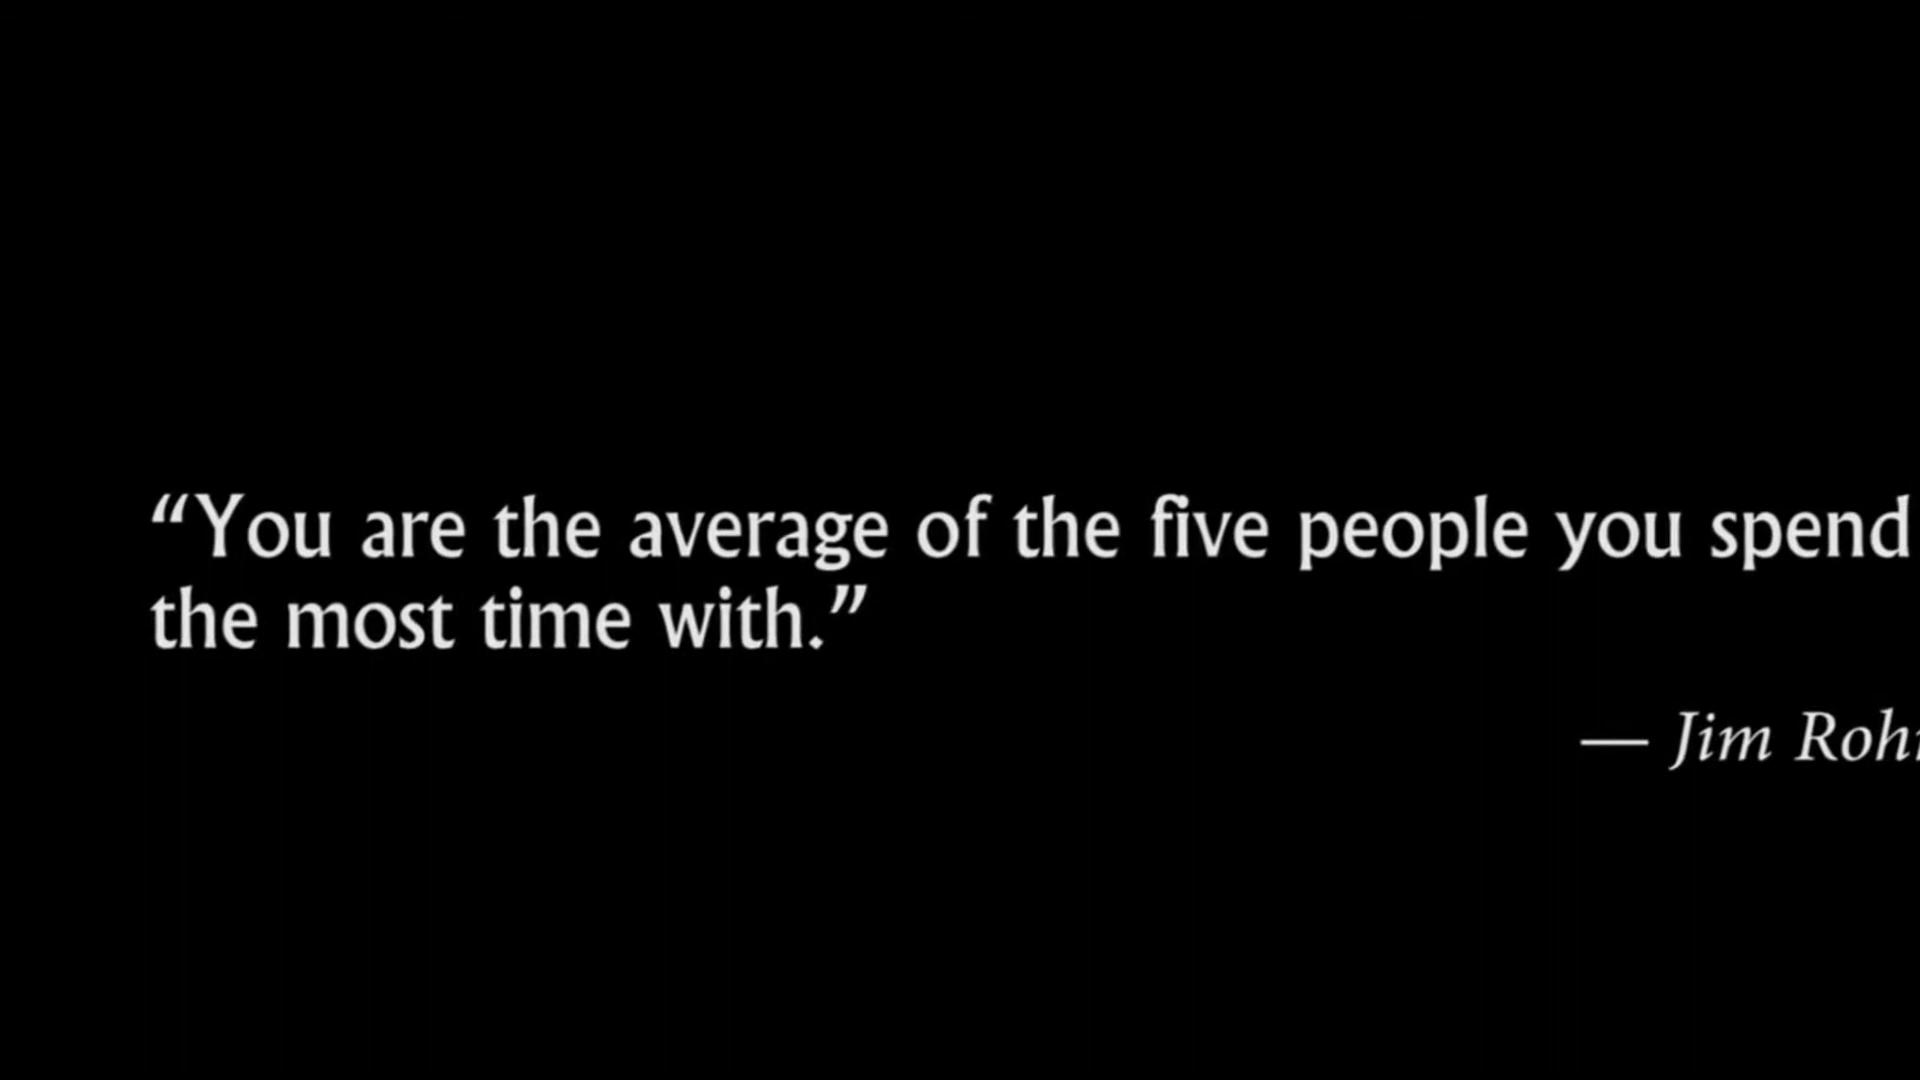 “You are the average of the five people you spend
the most time with.”
— Jim Roh